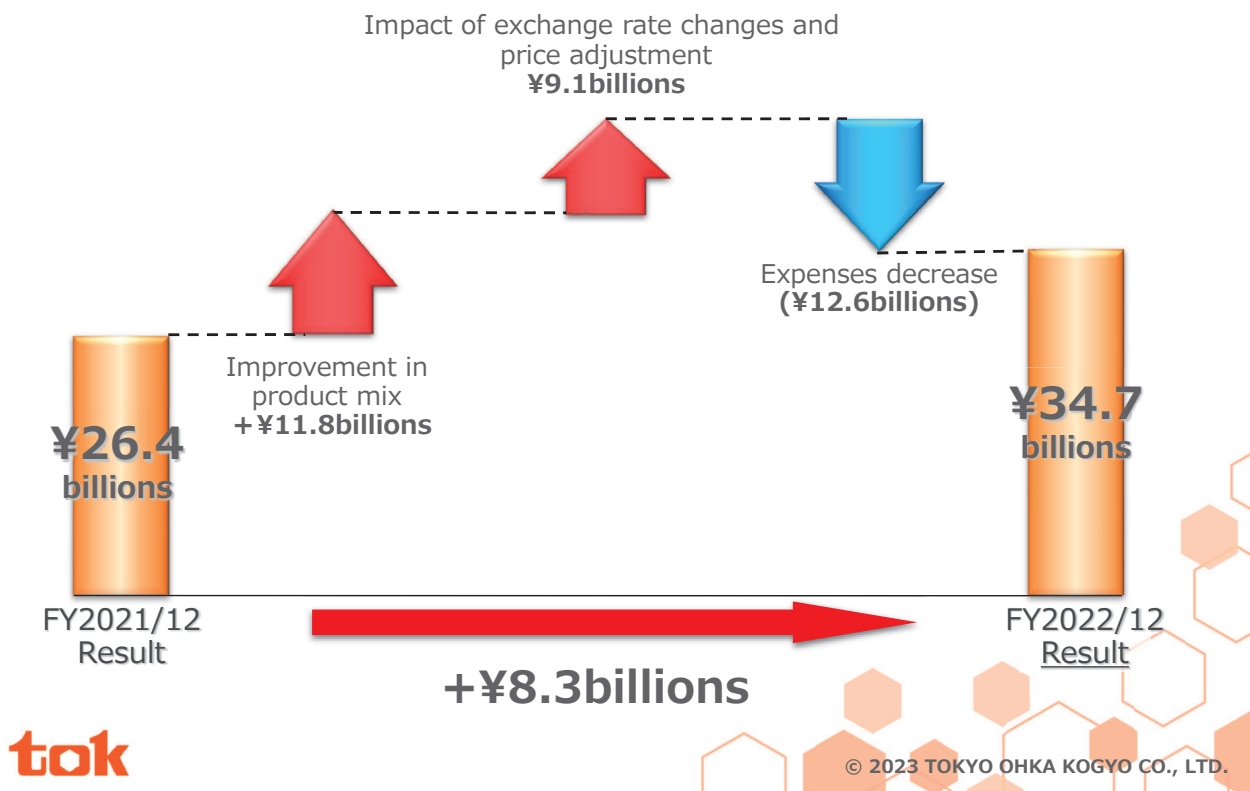 Impact of exchange rate changes and
price adjustment
¥9.1billions
Improvement in
product mix
+¥11.8billions
Expenses decrease
(¥12.6billions)
¥26.4
billions
¥34.7
billions
FY2021/12
Result
FY2022/12
Result
+¥8.3billions
tok
© 2023 TOKYO OHKA KOGYO CO., LTD.